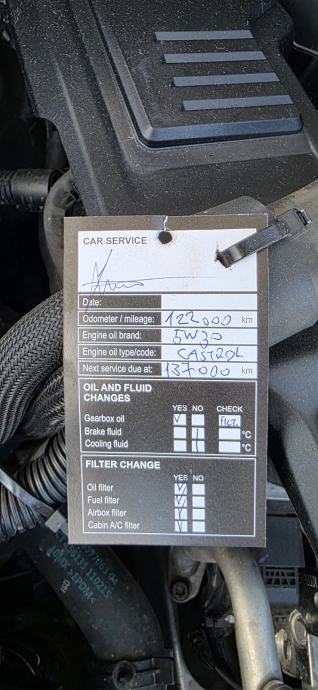 CAR SERVICE
Date:
Odometer / mileage: 122000 km
Engine oil brand: 5W30
Engine oil type/code: CASTROL
Next service due at: 137000 km
OIL AND FLUID
CHANGES
YES NO CHECK
Gearbox oil
Brake fluid °C
Cooling fluid °C
FILTER CHANGE
YES NO
Oil filter
Fuel filter
Airbox filter
Cabin A/C filter